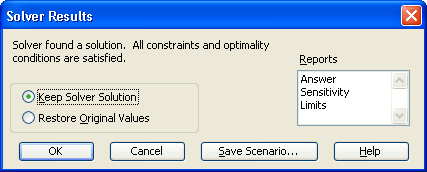 Solver Results
Solver found a solution. All constraints and optimality
conditions are satisfied.
Reports
Answer
Sensitivity
Limits
Keep Solver Solution
Restore Original Values
OK
Cancel
Save Scenario...
Help